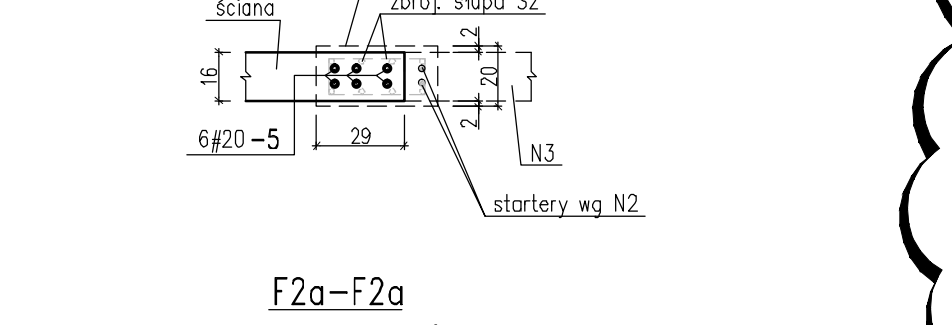 ściana
zbroj. słupa S2
2
16
20
2
6#20 -5
29
N3
startery wg N2
F2a-F2a